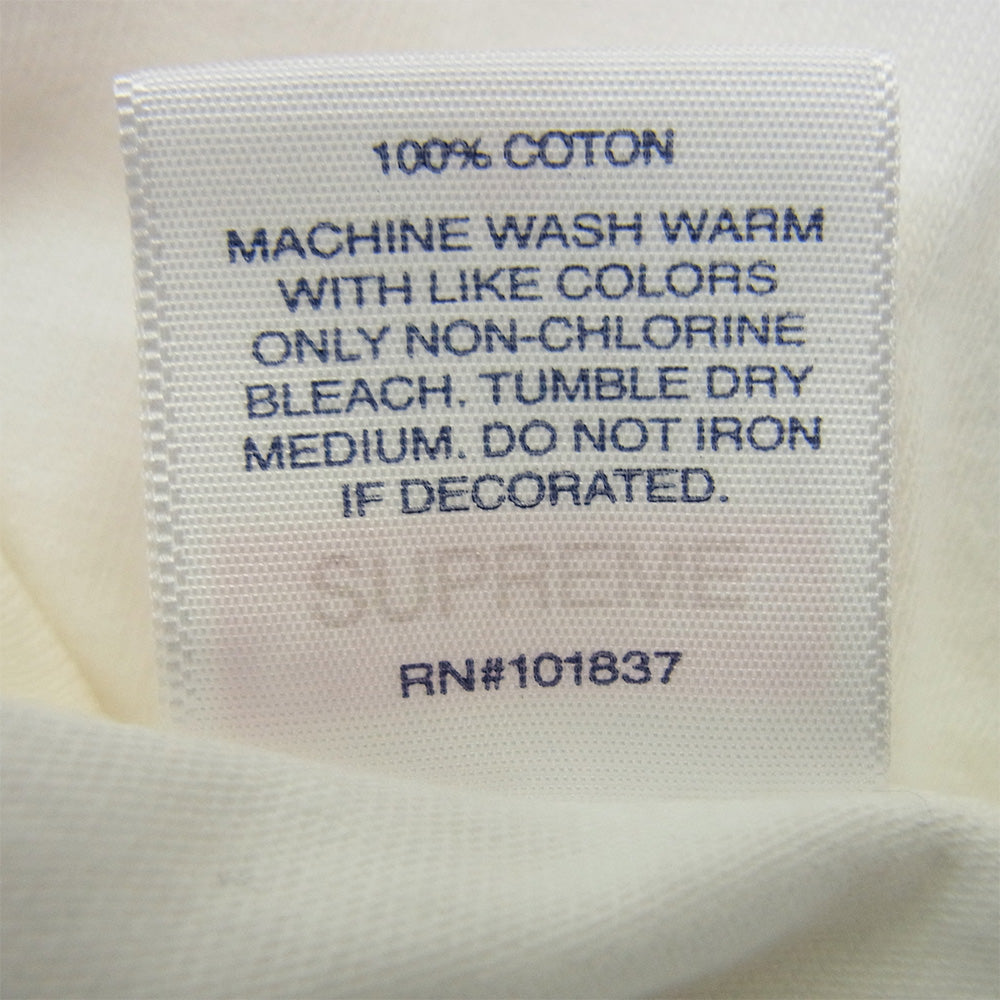 100% COTON
MACHINE WASH WARM
WITH LIKE COLORS
ONLY NON-CHLORINE
BLEACH. TUMBLE DRY
MEDIUM. DO NOT IRON
IF DECORATED.
SUPREME
RN#101837